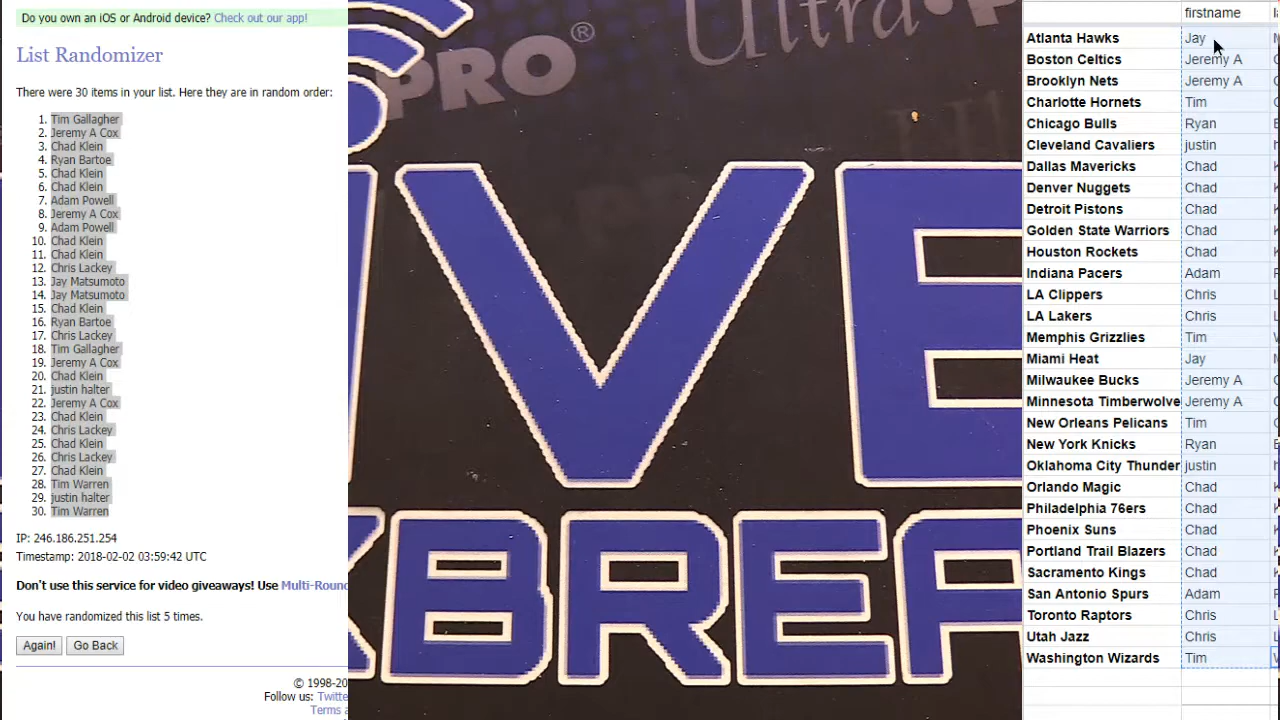 Do you own an iOS or Android device? Check out our app!
List Randomizer
There were 30 items in your list. Here they are in random order:
1. Tim Gallagher
2. Jeremy A Cox
3. Chad Klein
4. Ryan Bartoe
5. Chad Klein
6. Chad Klein
7. Adam Powell
8. Jeremy A Cox
9. Adam Powell
10. Chad Klein
11. Chad Klein
12. Chris Lackey
13. Jay Matsumoto
14. Jay Matsumoto
15. Chad Klein
16. Ryan Bartoe
17. Chris Lackey
18. Tim Gallagher
19. Jeremy A Cox
20. Chad Klein
21. justin halter
22. Jeremy A Cox
23. Chad Klein
24. Chris Lackey
25. Chad Klein
26. Chris Lackey
27. Chad Klein
28. Tim Warren
29. justin halter
30. Tim Warren
IP: 246.186.251.254
Timestamp: 2018-02-02 03:59:42 UTC
Don't use this service for video giveaways! Use Multi-Round
You have randomized this list 5 times.
Again! Go Back
© 1998-20
Follow us: Twitte
Terms
PRO® Ultra·P
IVE
KBREA
firstname
Atlanta Hawks Jay
Boston Celtics Jeremy A
Brooklyn Nets Jeremy A
Charlotte Hornets Tim
Chicago Bulls Ryan
Cleveland Cavaliers justin
Dallas Mavericks Chad
Denver Nuggets Chad
Detroit Pistons Chad
Golden State Warriors Chad
Houston Rockets Chad
Indiana Pacers Adam
LA Clippers Chris
LA Lakers Chris
Memphis Grizzlies Tim
Miami Heat Jay
Milwaukee Bucks Jeremy A
Minnesota Timberwolve Jeremy A
New Orleans Pelicans Tim
New York Knicks Ryan
Oklahoma City Thunder justin
Orlando Magic Chad
Philadelphia 76ers Chad
Phoenix Suns Chad
Portland Trail Blazers Chad
Sacramento Kings Chad
San Antonio Spurs Adam
Toronto Raptors Chris
Utah Jazz Chris
Washington Wizards Tim